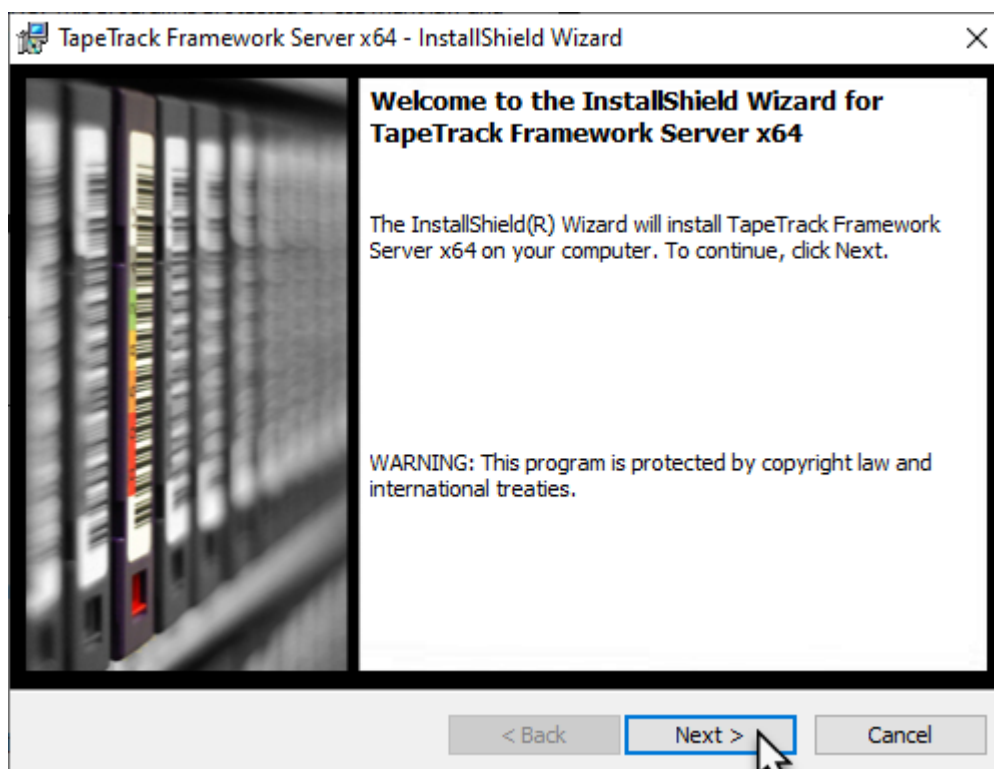 TapeTrack Framework Server x64 - InstallShield Wizard
Welcome to the InstallShield Wizard for
TapeTrack Framework Server x64
The InstallShield(R) Wizard will install TapeTrack Framework
Server x64 on your computer. To continue, click Next.
WARNING: This program is protected by copyright law and
international treaties.
< Back
Next >
Cancel